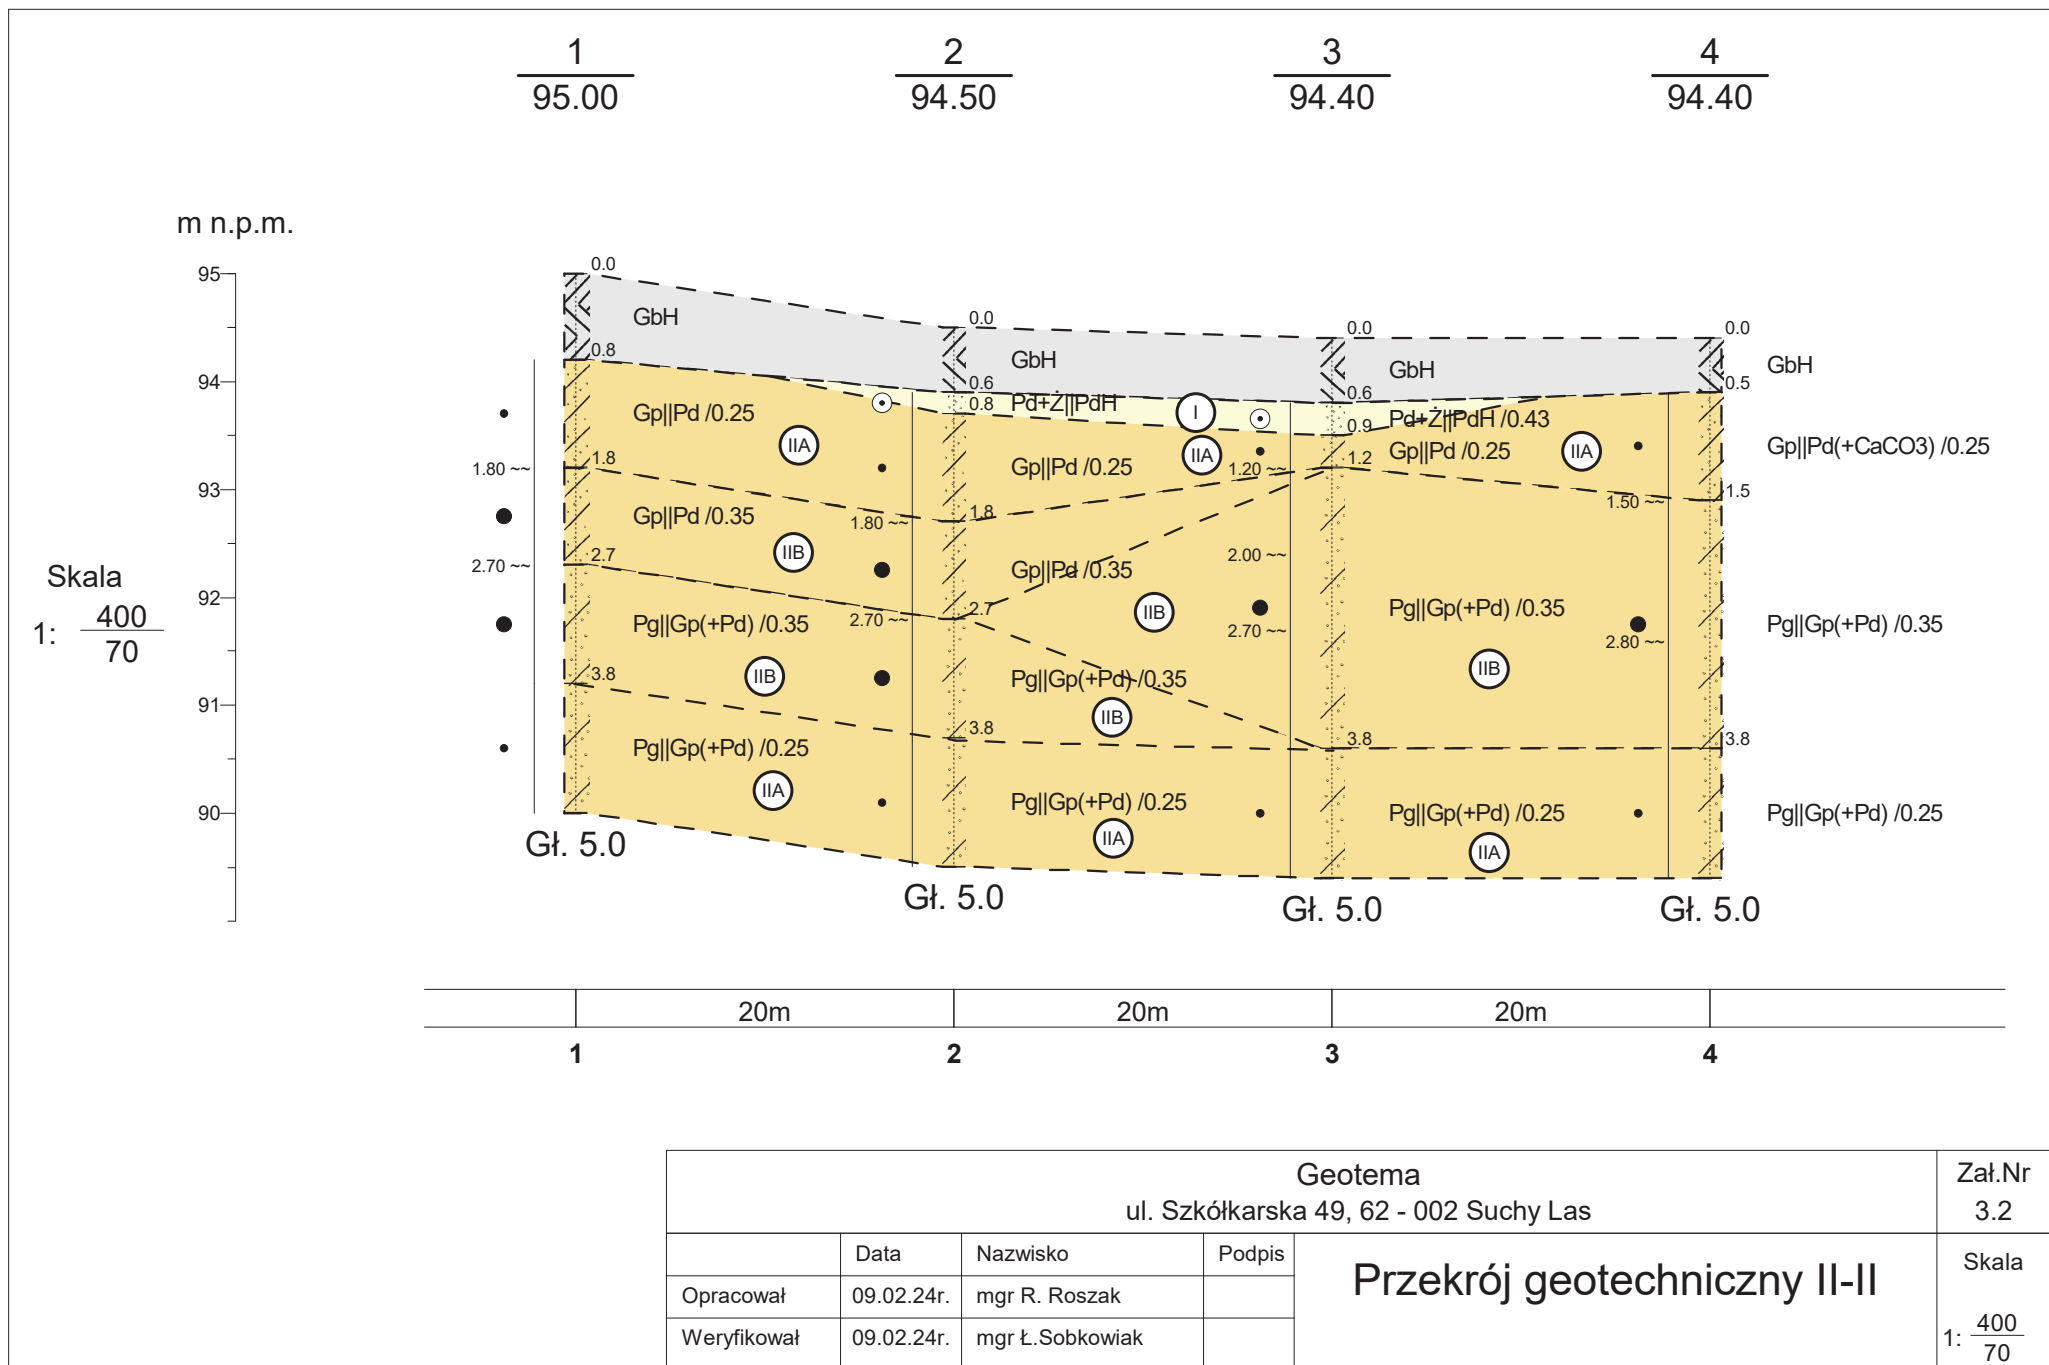 1 2 3 4
95.00 94.50 94.40 94.40
m n.p.m.
95
94
93
92
91
90
Skala
1: 400
70
0.0 0.0 0.0 0.0
GbH GbH GbH GbH
0.8 0.6 0.6 0.5
0.8 Pd+Ż||PdH I 0.9 Pd+Ż||PdH /0.43
Gp||Pd /0.25 IIA Gp||Pd /0.25 IIA Gp||Pd /0.25 IIA Gp||Pd(+CaCO3) /0.25
1.80 ~~ 1.8 1.80 ~~ 1.8 1.20 ~~ 1.2 1.50 ~~ 1.5
Gp||Pd /0.35 IIB Gp||Pd /0.35 IIB 2.00 ~~
2.70 ~~ 2.7 2.70 ~~ 2.7 2.70 ~~ 2.80 ~~
Pg||Gp(+Pd) /0.35 IIB Pg||Gp(+Pd) /0.35 IIB Pg||Gp(+Pd) /0.35 IIB Pg||Gp(+Pd) /0.35
3.8 3.8 3.8 3.8
Pg||Gp(+Pd) /0.25 IIA Pg||Gp(+Pd) /0.25 IIA Pg||Gp(+Pd) /0.25 IIA Pg||Gp(+Pd) /0.25
Gł. 5.0 Gł. 5.0 Gł. 5.0 Gł. 5.0
20m 20m 20m
1 2 3 4
Geotema
ul. Szkółkarska 49, 62 - 002 Suchy Las
Zał.Nr
3.2
Data Nazwisko Podpis
Opracował 09.02.24r. mgr R. Roszak
Weryfikował 09.02.24r. mgr Ł.Sobkowiak
Przekrój geotechniczny II-II
Skala
1: 400
70